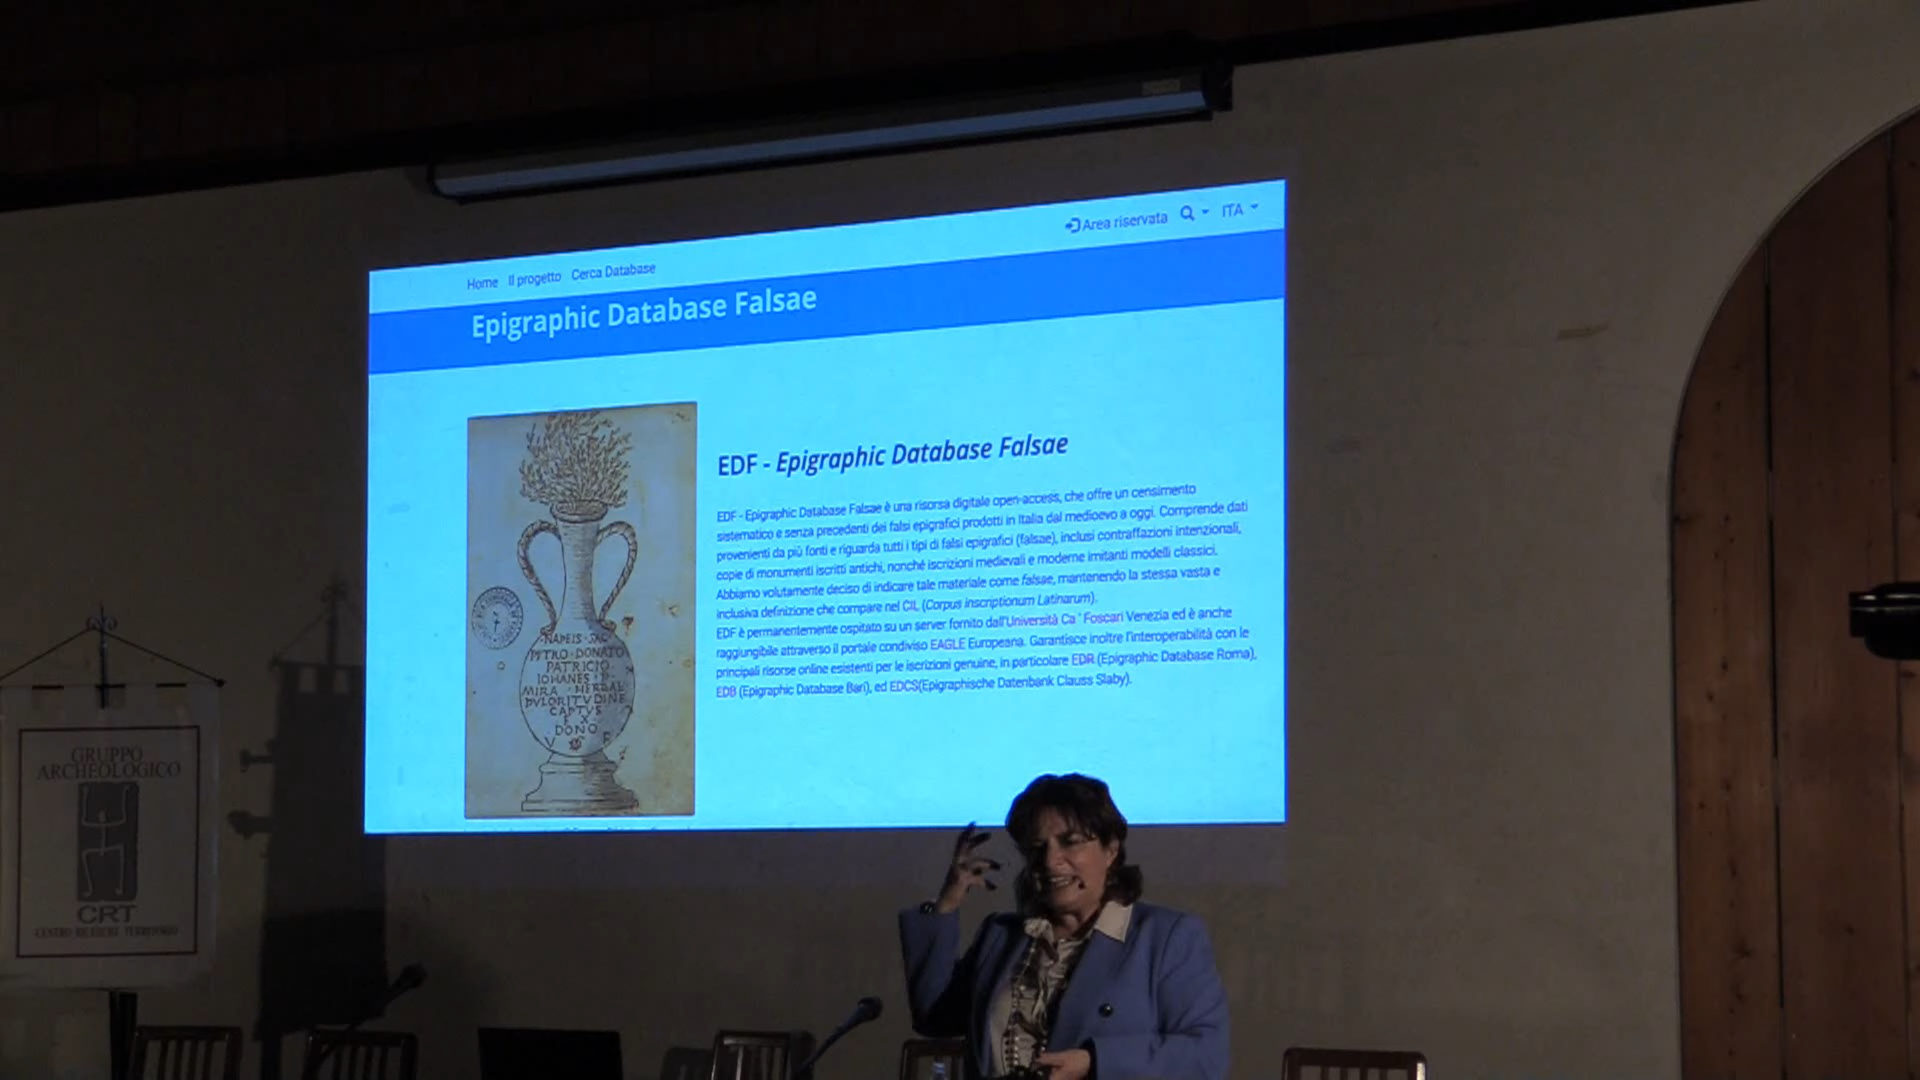 Area riservata
ITA
Home Il progetto Cerca Database
Epigraphic Database Falsae
EDF - Epigraphic Database Falsae
EDF - Epigraphic Database Falsae è una risorsa digitale open-access, che offre un censimento
sistematico e senza precedenti dei falsi epigrafici prodotti in Italia dal medioevo a oggi. Comprende dati
provenienti da più fonti e riguarda tutti i tipi di falsi epigrafici (falsae), inclusi contraffazioni intenzionali,
copie di monumenti iscritti antichi, nonché iscrizioni medievali e moderne imitanti modelli classici.
Abbiamo volutamente deciso di indicare tale materiale come falsae, mantenendo la stessa vasta e
inclusiva definizione che compare nel CIL (Corpus Inscriptionum Latinarum).
EDF è permanentemente ospitato su un server fornito dall'Università Ca ' Foscari Venezia ed è anche
raggiungibile attraverso il portale condiviso EAGLE Europeana. Garantisce inoltre l'interoperabilità con le
principali risorse online esistenti per le iscrizioni genuine, in particolare EDR (Epigraphic Database Roma),
EDB (Epigraphic Database Bari), ed EDCS(Epigraphische Datenbank Clauss Slaby).
NAPEIS · SAC
PETRO · DONATO
PATRICIO
IOHANES · P
MIRA · HERBAE
PVLCRITVDINE
CAPTVS
EX
DONO
GRUPPO
ARCHEOLOGICO
CRT
CENTRO RICERCHE TERRITORIO